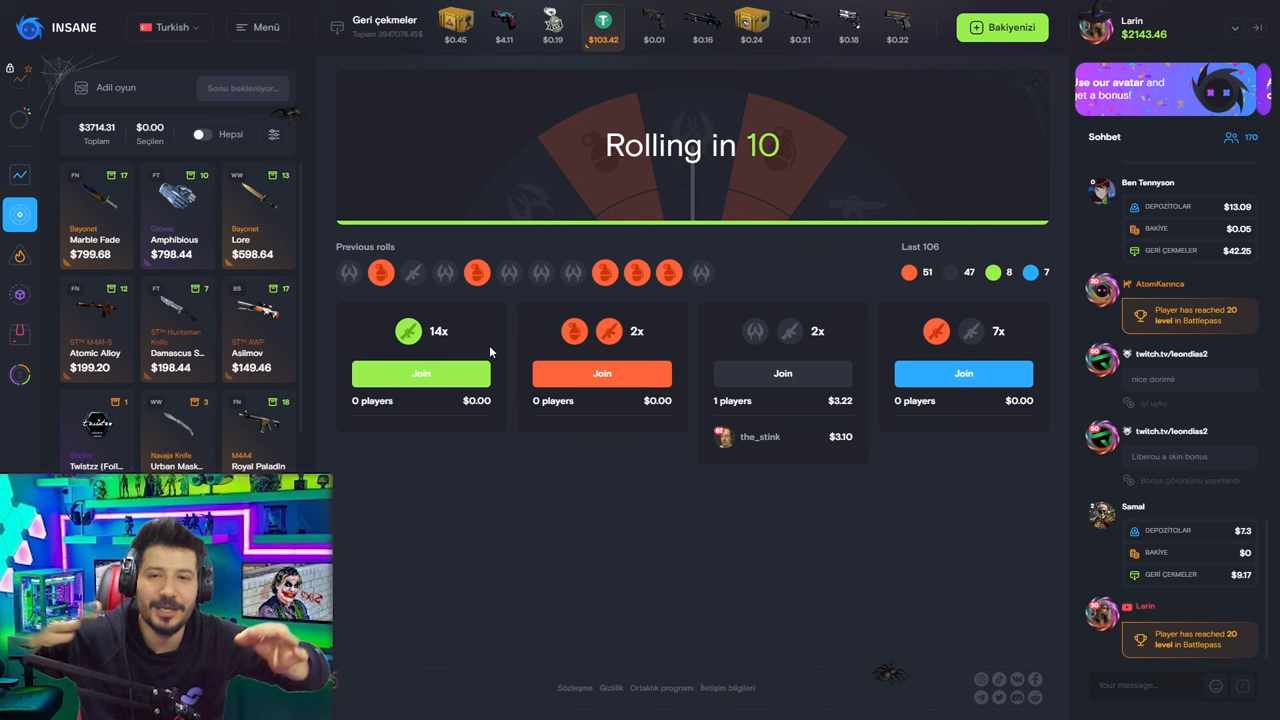 INSANE
Turkish
Menü
Geri çekmeler
Toplam 3947078.45$
$0.45
$4.11
$0.19
$103.42
$0.01
$0.16
$0.24
$0.21
$0.18
$0.22
Bakiyenizi
Larin
$2143.46
Adil oyun
Sonu bekleniyor...
$3714.31
Toplam
$0.00
Seçilen
Hepsi
FN 17
Bayonet
Marble Fade
$799.68
FT 10
Gloves
Amphibious
$798.44
WW 13
Bayonet
Lore
$598.64
FN 12
ST™ M4A1-S
Atomic Alloy
$199.20
FT 7
ST™ Huntsman
Knife
Damascus S...
$198.44
BS 17
ST™ AWP
Asiimov
$149.46
1
Sticker
Twistzz (Foil...
WW 3
Navaja Knife
Urban Mask...
FN 18
M4A4
Royal Paladin
Rolling in 10
Previous rolls
Last 106
51
47
8
7
14x
Join
0 players $0.00
2x
Join
0 players $0.00
2x
Join
1 players $3.22
62
the_stink $3.10
7x
Join
0 players $0.00
Sözleşme Gizlilik Ortaklık programı İletişim bilgileri
Use our avatar and
get a bonus!
Sohbet
170
Ben Tennyson
DEPOZİTOLAR $13.09
BAKİYE $0.05
GERİ ÇEKMELER $42.25
AtomKarınca
Player has reached 20
level in Battlepass
twitch.tv/leondias2
nice dorimé
İyi uyku
twitch.tv/leondias2
Liberou a skin bonus
Bonus görünümü yayınlandı
2
Samal
DEPOZİTOLAR $7.3
BAKİYE $0
GERİ ÇEKMELER $9.17
20
Larin
Player has reached 20
level in Battlepass
Your message...